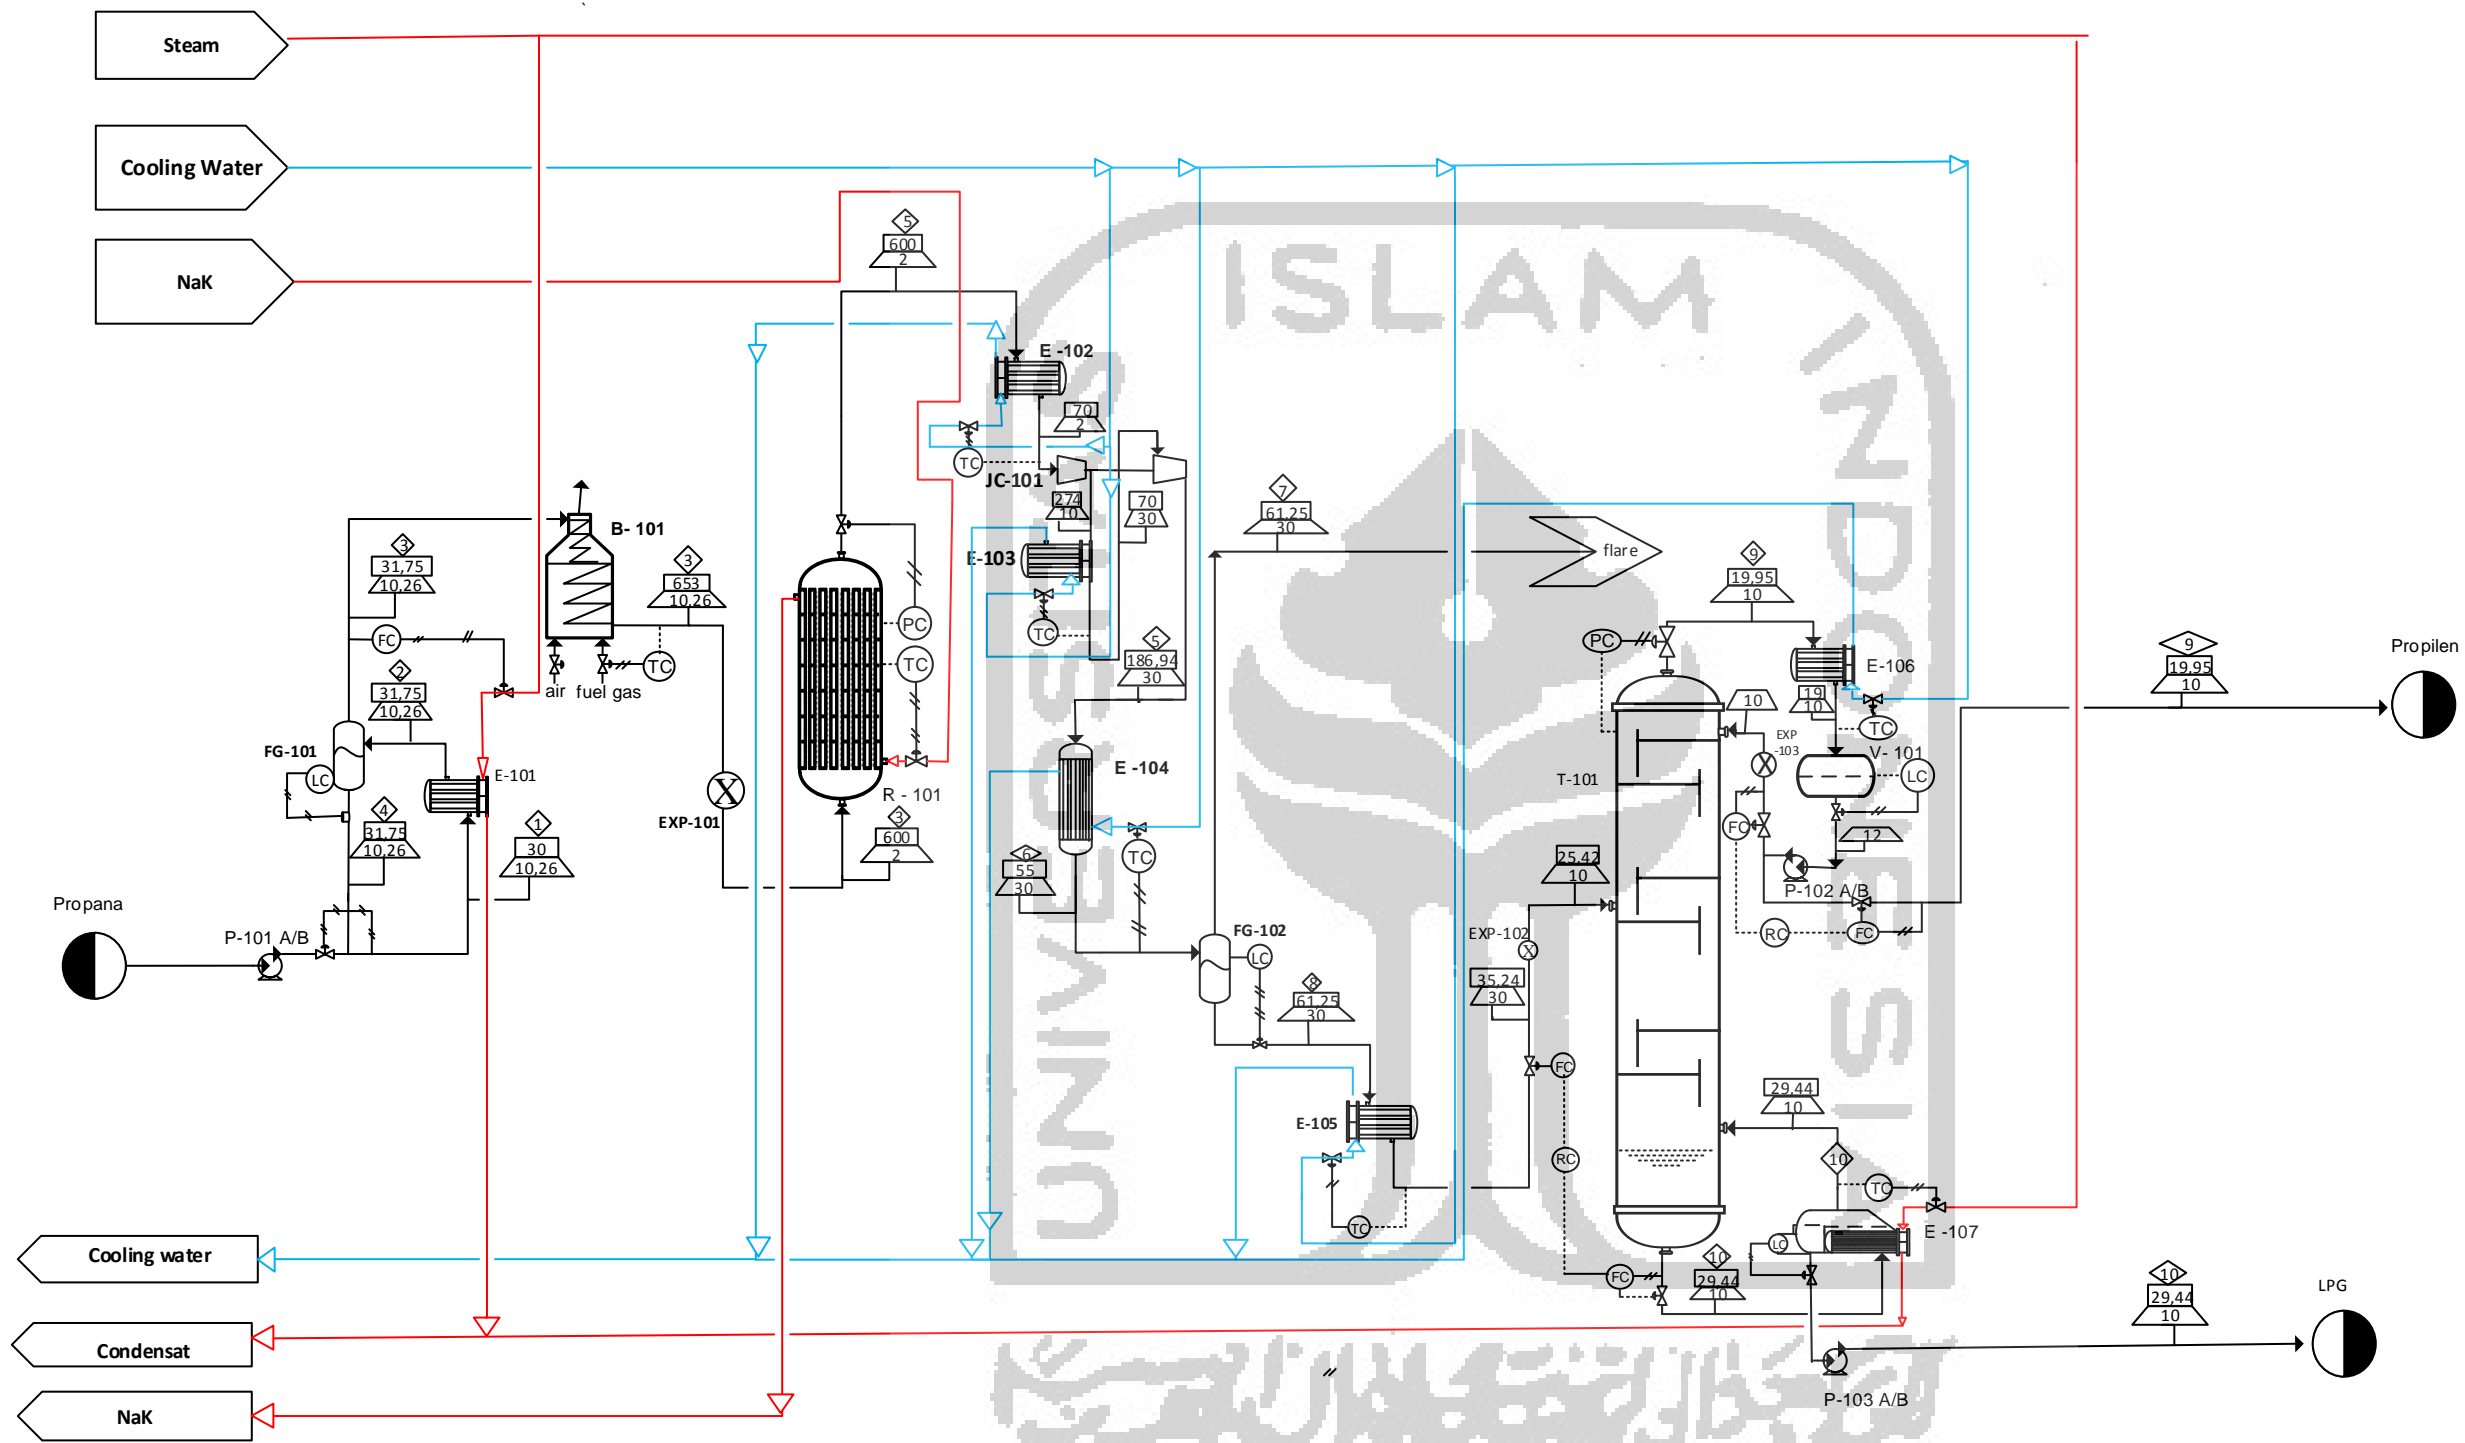 Steam
Cooling Water
NaK
ISLAM
UNIVERSITAS
INDONESIA
5
600
2
E -102
70
2
TC
JC-101
274
10
70
30
E-103
TC
5
186,94
30
7
61,25
30
flare
9
19,95
10
PC
E-106
19
10
TC
10
EXP
-103
V- 101
LC
FC
12
P-102 A/B
RC
FC
9
19,95
10
Propilen
B- 101
3
31,75
10,26
FC
2
31,75
10,26
3
653
10,26
TC
air
fuel gas
FG-101
LC
E-101
4
31,75
10,26
1
30
10,26
Propana
P-101 A/B
EXP-101
PC
TC
R - 101
3
600
2
E -104
TC
6
55
30
FG-102
LC
8
61,25
30
E-105
TC
T-101
25,42
10
EXP-102
X
X
X
35,24
30
FC
RC
FC
29,44
10
10
TC
E -107
LC
10
29,44
10
10
29,44
10
LPG
P-103 A/B
Cooling water
Condensat
NaK